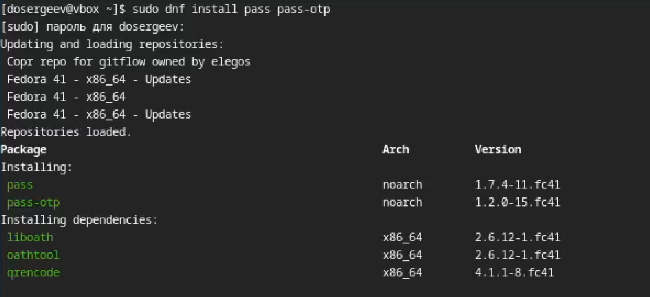 [dosergeev@vbox ~]$ sudo dnf install pass pass-otp
[sudo] пароль для dosergeev:
Updating and loading repositories:
Copr repo for gitflow owned by elegos
Fedora 41 - x86_64 - Updates
Fedora 41 - x86_64
Fedora 41 - x86_64 - Updates
Repositories loaded.
Package Arch Version
Installing:
pass noarch 1.7.4-11.fc41
pass-otp noarch 1.2.0-15.fc41
Installing dependencies:
liboath x86_64 2.6.12-1.fc41
oathtool x86_64 2.6.12-1.fc41
qrencode x86_64 4.1.1-8.fc41